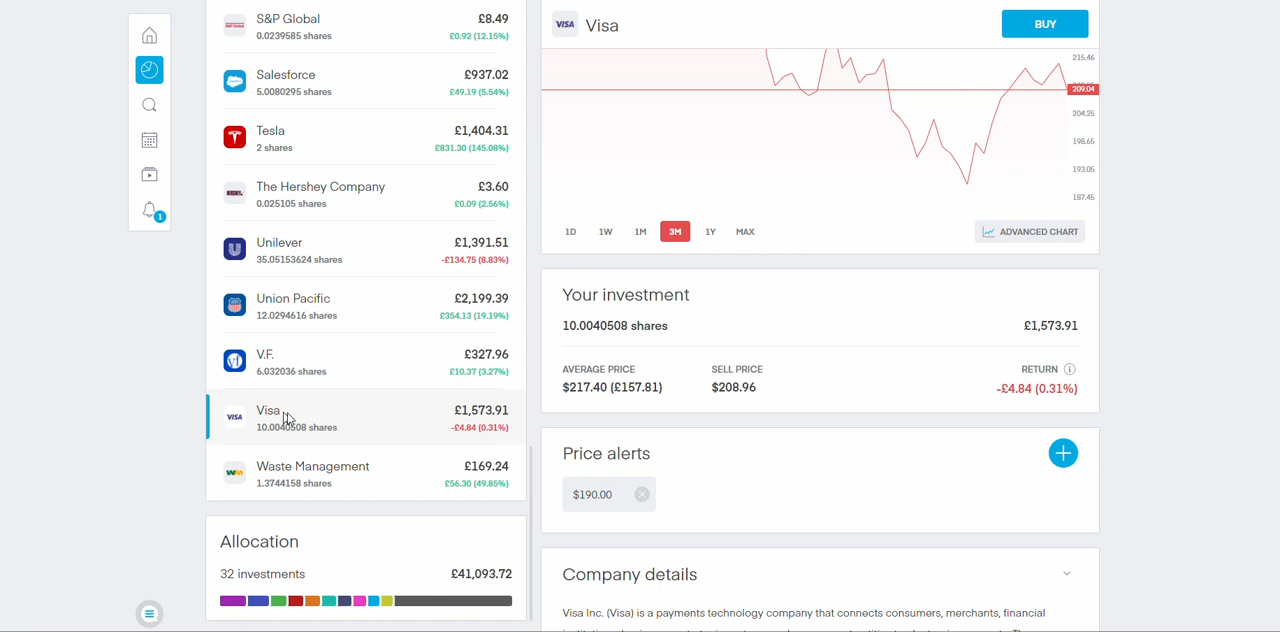 S&P Global
£8.49
0.0239585 shares
£0.92 (12.15%)
Salesforce
£937.02
5.0080295 shares
£49.19 (5.54%)
Tesla
£1,404.31
2 shares
£831.30 (145.08%)
The Hershey Company
£3.60
0.025105 shares
£0.09 (2.56%)
Unilever
£1,391.51
35.05153624 shares
-£134.75 (8.83%)
Union Pacific
£2,199.39
12.0294616 shares
£354.13 (19.19%)
V.F.
£327.96
6.032036 shares
£10.37 (3.27%)
VISA
Visa
£1,573.91
10.0040508 shares
-£4.84 (0.31%)
WM
Waste Management
£169.24
1.3744158 shares
£56.30 (49.85%)
Allocation
32 investments
£41,093.72
1
VISA
Visa
BUY
215.46
209.04
204.25
198.65
193.05
187.45
1D
1W
1M
3M
1Y
MAX
ADVANCED CHART
Your investment
10.0040508 shares
£1,573.91
AVERAGE PRICE
SELL PRICE
RETURN
$217.40 (£157.81)
$208.96
-£4.84 (0.31%)
Price alerts
$190.00
Company details
Visa Inc. (Visa) is a payments technology company that connects consumers, merchants, financial